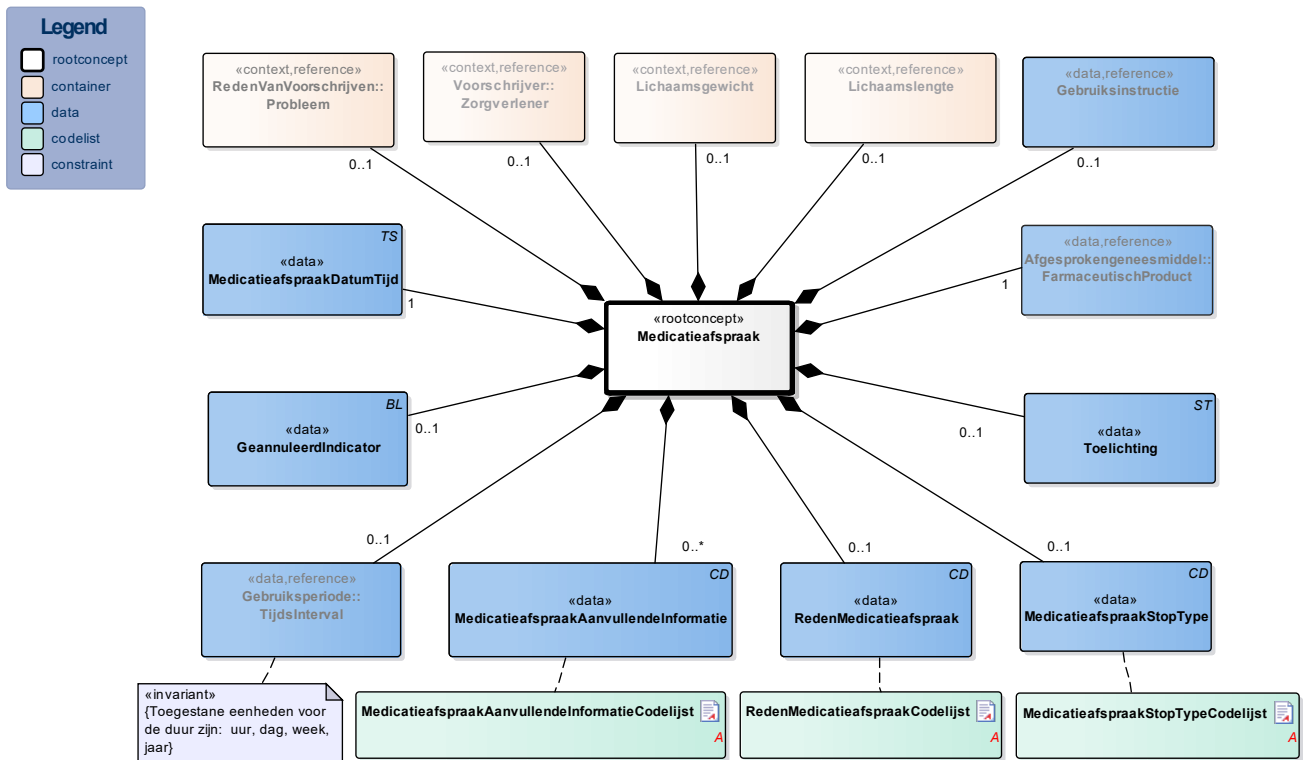 Legend
rootconcept
container
data
codelist
constraint
«context,reference»
RedenVanVoorschrijven::
Probleem
0..1
«context,reference»
Voorschrijver::
Zorgverlener
0..1
«context,reference»
Lichaamsgewicht
0..1
«context,reference»
Lichaamslengte
0..1
«data,reference»
Gebruiksinstructie
0..1
TS
«data»
MedicatieafspraakDatumTijd
1
«data,reference»
Afgesprokengeneesmiddel::
FarmaceutischProduct
1
«rootconcept»
Medicatieafspraak
BL
«data»
GeannuleerdIndicator
0..1
ST
«data»
Toelichting
0..1
0..1
«data,reference»
Gebruiksperiode::
TijdsInterval
0..*
CD
«data»
MedicatieafspraakAanvullendeInformatie
0..1
CD
«data»
RedenMedicatieafspraak
0..1
CD
«data»
MedicatieafspraakStopType
«invariant»
{Toegestane eenheden voor
de duur zijn: uur, dag, week,
jaar}
MedicatieafspraakAanvullendeInformatieCodelijst
A
RedenMedicatieafspraakCodelijst
A
MedicatieafspraakStopTypeCodelijst
A